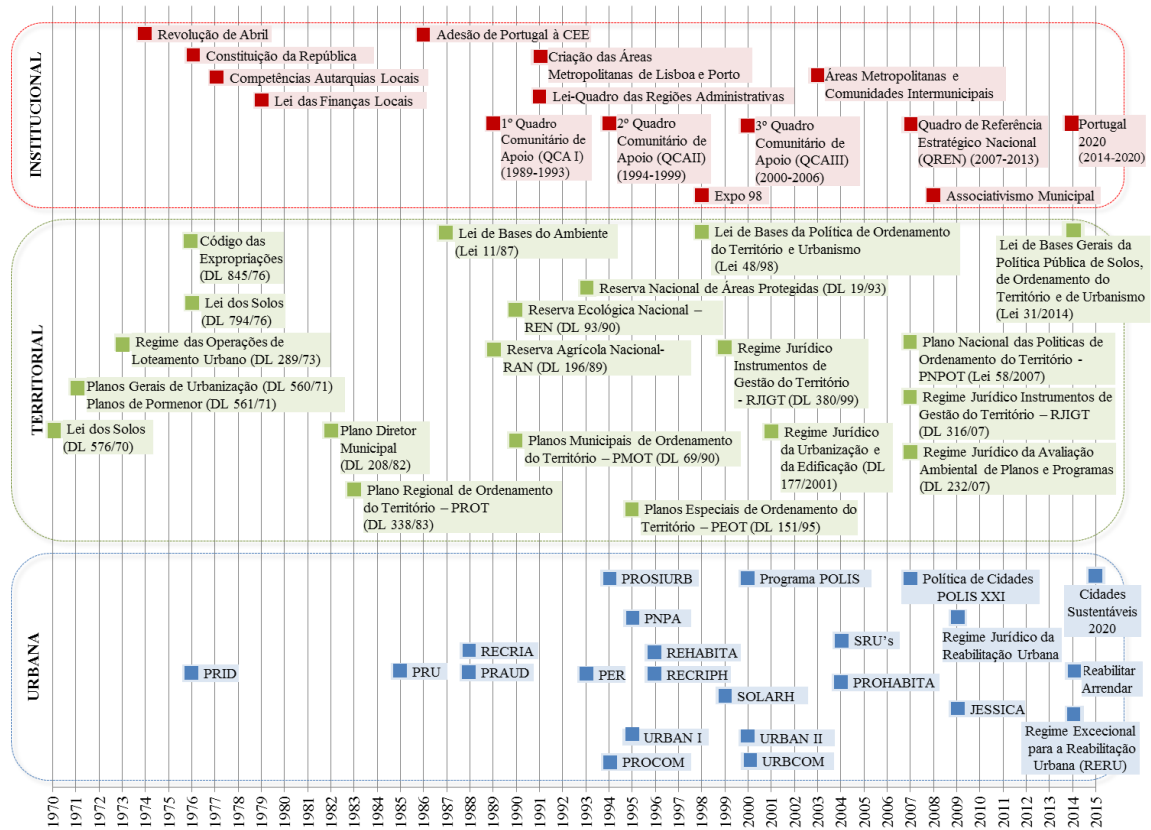 INSTITUCIONAL
Revolução de Abril
Adesão de Portugal à CEE
Constituição da República
Criação das Áreas
Metropolitanas de Lisboa e Porto
Competências Autarquias Locais
Áreas Metropolitanas e
Comunidades Intermunicipais
Lei das Finanças Locais
Lei-Quadro das Regiões Administrativas
1º Quadro
Comunitário de
Apoio (QCA I)
(1989-1993)
2º Quadro
Comunitário de
Apoio (QCAII)
(1994-1999)
3º Quadro
Comunitário de
Apoio (QCAIII)
(2000-2006)
Quadro de Referência
Estratégico Nacional
(QREN) (2007-2013)
Portugal
2020
(2014-2020)
Expo 98
Associativismo Municipal
TERRITORIAL
Código das
Expropriações
(DL 845/76)
Lei de Bases do Ambiente
(Lei 11/87)
Lei de Bases da Política de Ordenamento
do Território e Urbanismo
(Lei 48/98)
Lei de Bases Gerais da
Política Pública de Solos,
de Ordenamento do
Território e de Urbanismo
(Lei 31/2014)
Reserva Nacional de Áreas Protegidas (DL 19/93)
Lei dos Solos
(DL 794/76)
Reserva Ecológica Nacional –
REN (DL 93/90)
Regime das Operações de
Loteamento Urbano (DL 289/73)
Reserva Agrícola Nacional-
RAN (DL 196/89)
Regime Jurídico
Instrumentos de
Gestão do Território
- RJIGT (DL 380/99)
Plano Nacional das Politicas de
Ordenamento do Território -
PNPOT (Lei 58/2007)
Planos Gerais de Urbanização (DL 560/71)
Planos de Pormenor (DL 561/71)
Regime Jurídico Instrumentos de
Gestão do Território – RJIGT
(DL 316/07)
Lei dos Solos
(DL 576/70)
Plano Diretor
Municipal
(DL 208/82)
Planos Municipais de Ordenamento
do Território – PMOT (DL 69/90)
Regime Jurídico da
Urbanização e
da Edificação (DL
177/2001)
Regime Jurídico da Avaliação
Ambiental de Planos e Programas
(DL 232/07)
Plano Regional de Ordenamento
do Território – PROT
(DL 338/83)
Planos Especiais de Ordenamento do
Território – PEOT (DL 151/95)
URBANA
PROSIURB
Programa POLIS
Política de Cidades
POLIS XXI
Cidades
Sustentáveis
2020
PNPA
Regime Jurídico da
Reabilitação Urbana
SRU's
RECRIA
REHABITA
PRID
PRU
PRAUD
PER
RECRIPH
Reabilitar
Arrendar
PROHABITA
SOLARH
JESSICA
Regime Excecional
para a Reabilitação
Urbana (RERU)
URBAN I
URBAN II
PROCOM
URBCOM
1970
1971
1972
1973
1974
1975
1976
1977
1978
1979
1980
1981
1982
1983
1984
1985
1986
1987
1988
1989
1990
1991
1992
1993
1994
1995
1996
1997
1998
1999
2000
2001
2002
2003
2004
2005
2006
2007
2008
2009
2010
2011
2012
2013
2014
2015